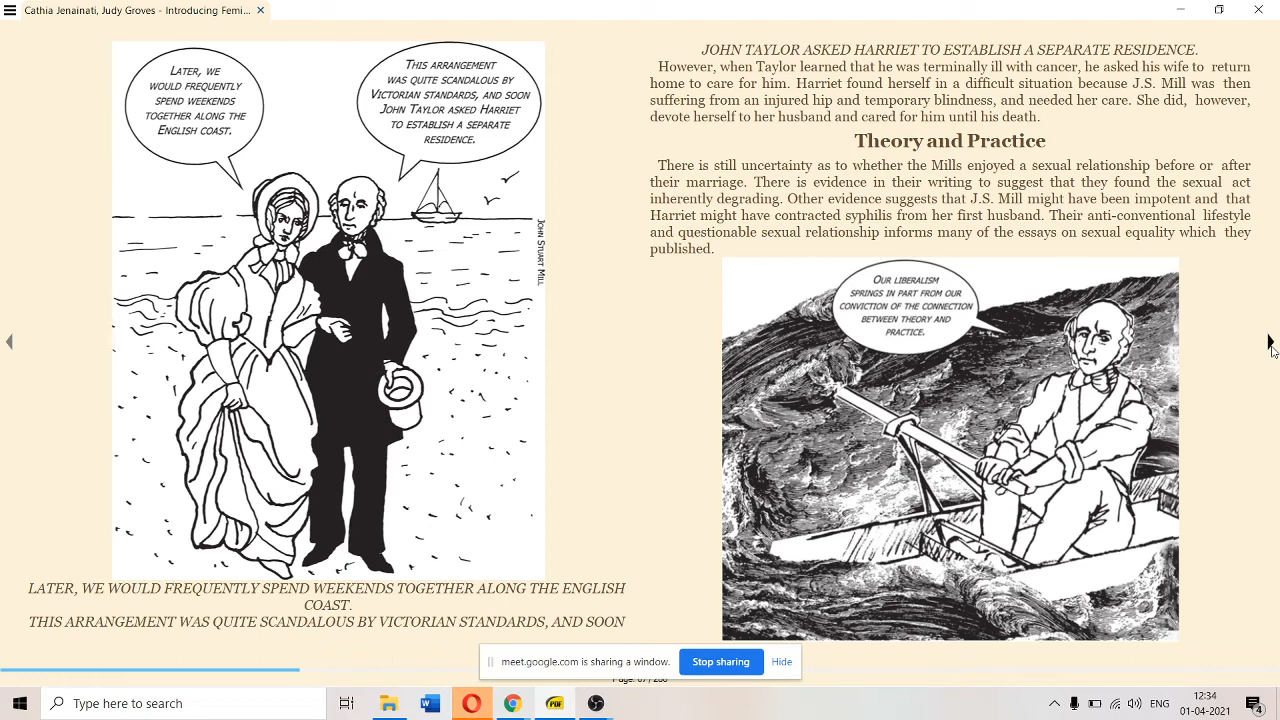 Cathia Jenainati, Judy Groves - Introducing Femi...
LATER, WE
WOULD FREQUENTLY
SPEND WEEKENDS
TOGETHER ALONG THE
ENGLISH COAST.
THIS ARRANGEMENT
WAS QUITE SCANDALOUS BY
VICTORIAN STANDARDS, AND SOON
JOHN TAYLOR ASKED HARRIET
TO ESTABLISH A SEPARATE
RESIDENCE.
JOHN STUART MILL
LATER, WE WOULD FREQUENTLY SPEND WEEKENDS TOGETHER ALONG THE ENGLISH
COAST.
THIS ARRANGEMENT WAS QUITE SCANDALOUS BY VICTORIAN STANDARDS, AND SOON
JOHN TAYLOR ASKED HARRIET TO ESTABLISH A SEPARATE RESIDENCE.
However, when Taylor learned that he was terminally ill with cancer, he asked his wife to return
home to care for him. Harriet found herself in a difficult situation because J.S. Mill was then
suffering from an injured hip and temporary blindness, and needed her care. She did, however,
devote herself to her husband and cared for him until his death.
Theory and Practice
There is still uncertainty as to whether the Mills enjoyed a sexual relationship before or after
their marriage. There is evidence in their writing to suggest that they found the sexual act
inherently degrading. Other evidence suggests that J.S. Mill might have been impotent and that
Harriet might have contracted syphilis from her first husband. Their anti-conventional lifestyle
and questionable sexual relationship informs many of the essays on sexual equality which they
published.
OUR LIBERALISM
SPRINGS IN PART FROM OUR
CONVICTION OF THE CONNECTION
BETWEEN THEORY AND
PRACTICE.
meet.google.com is sharing a window.
Stop sharing
Hide
Type here to search
ENG
12:34
01-04-2021
4